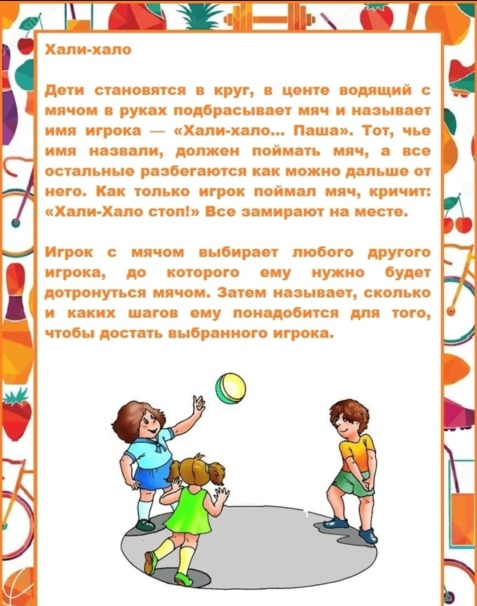 Хали-хало
Дети становятся в круг, в центе водящий с
мячом в руках подбрасывает мяч и называет
имя игрока — «Хали-хало... Паша». Тот, чье
имя назвали, должен поймать мяч, а все
остальные разбегаются как можно дальше от
него. Как только игрок поймал мяч, кричит:
«Хали-Хало стоп!» Все замирают на месте.
Игрок с мячом выбирает любого другого
игрока, до которого ему нужно будет
дотронуться мячом. Затем называет, сколько
и каких шагов ему понадобится для того,
чтобы достать выбранного игрока.